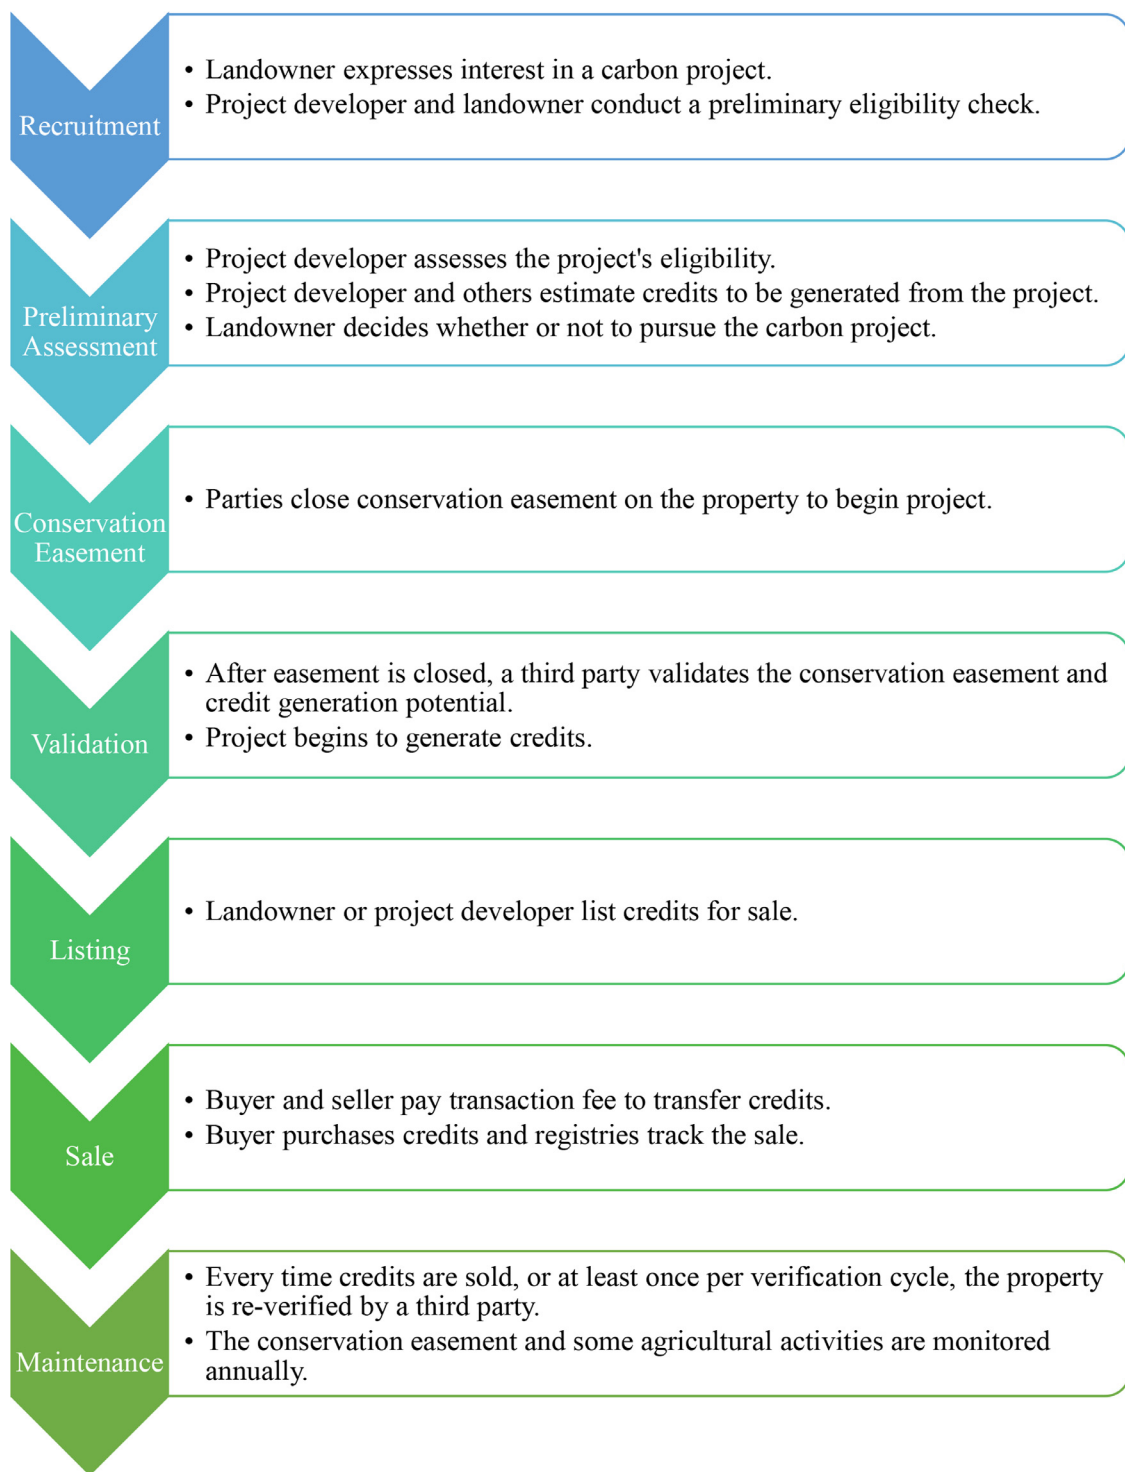 Recruitment
• Landowner expresses interest in a carbon project.
• Project developer and landowner conduct a preliminary eligibility check.
Preliminary
Assessment
• Project developer assesses the project's eligibility.
• Project developer and others estimate credits to be generated from the project.
• Landowner decides whether or not to pursue the carbon project.
Conservation
Easement
• Parties close conservation easement on the property to begin project.
Validation
• After easement is closed, a third party validates the conservation easement and
credit generation potential.
• Project begins to generate credits.
Listing
• Landowner or project developer list credits for sale.
Sale
• Buyer and seller pay transaction fee to transfer credits.
• Buyer purchases credits and registries track the sale.
Maintenance
• Every time credits are sold, or at least once per verification cycle, the property
is re-verified by a third party.
• The conservation easement and some agricultural activities are monitored
annually.